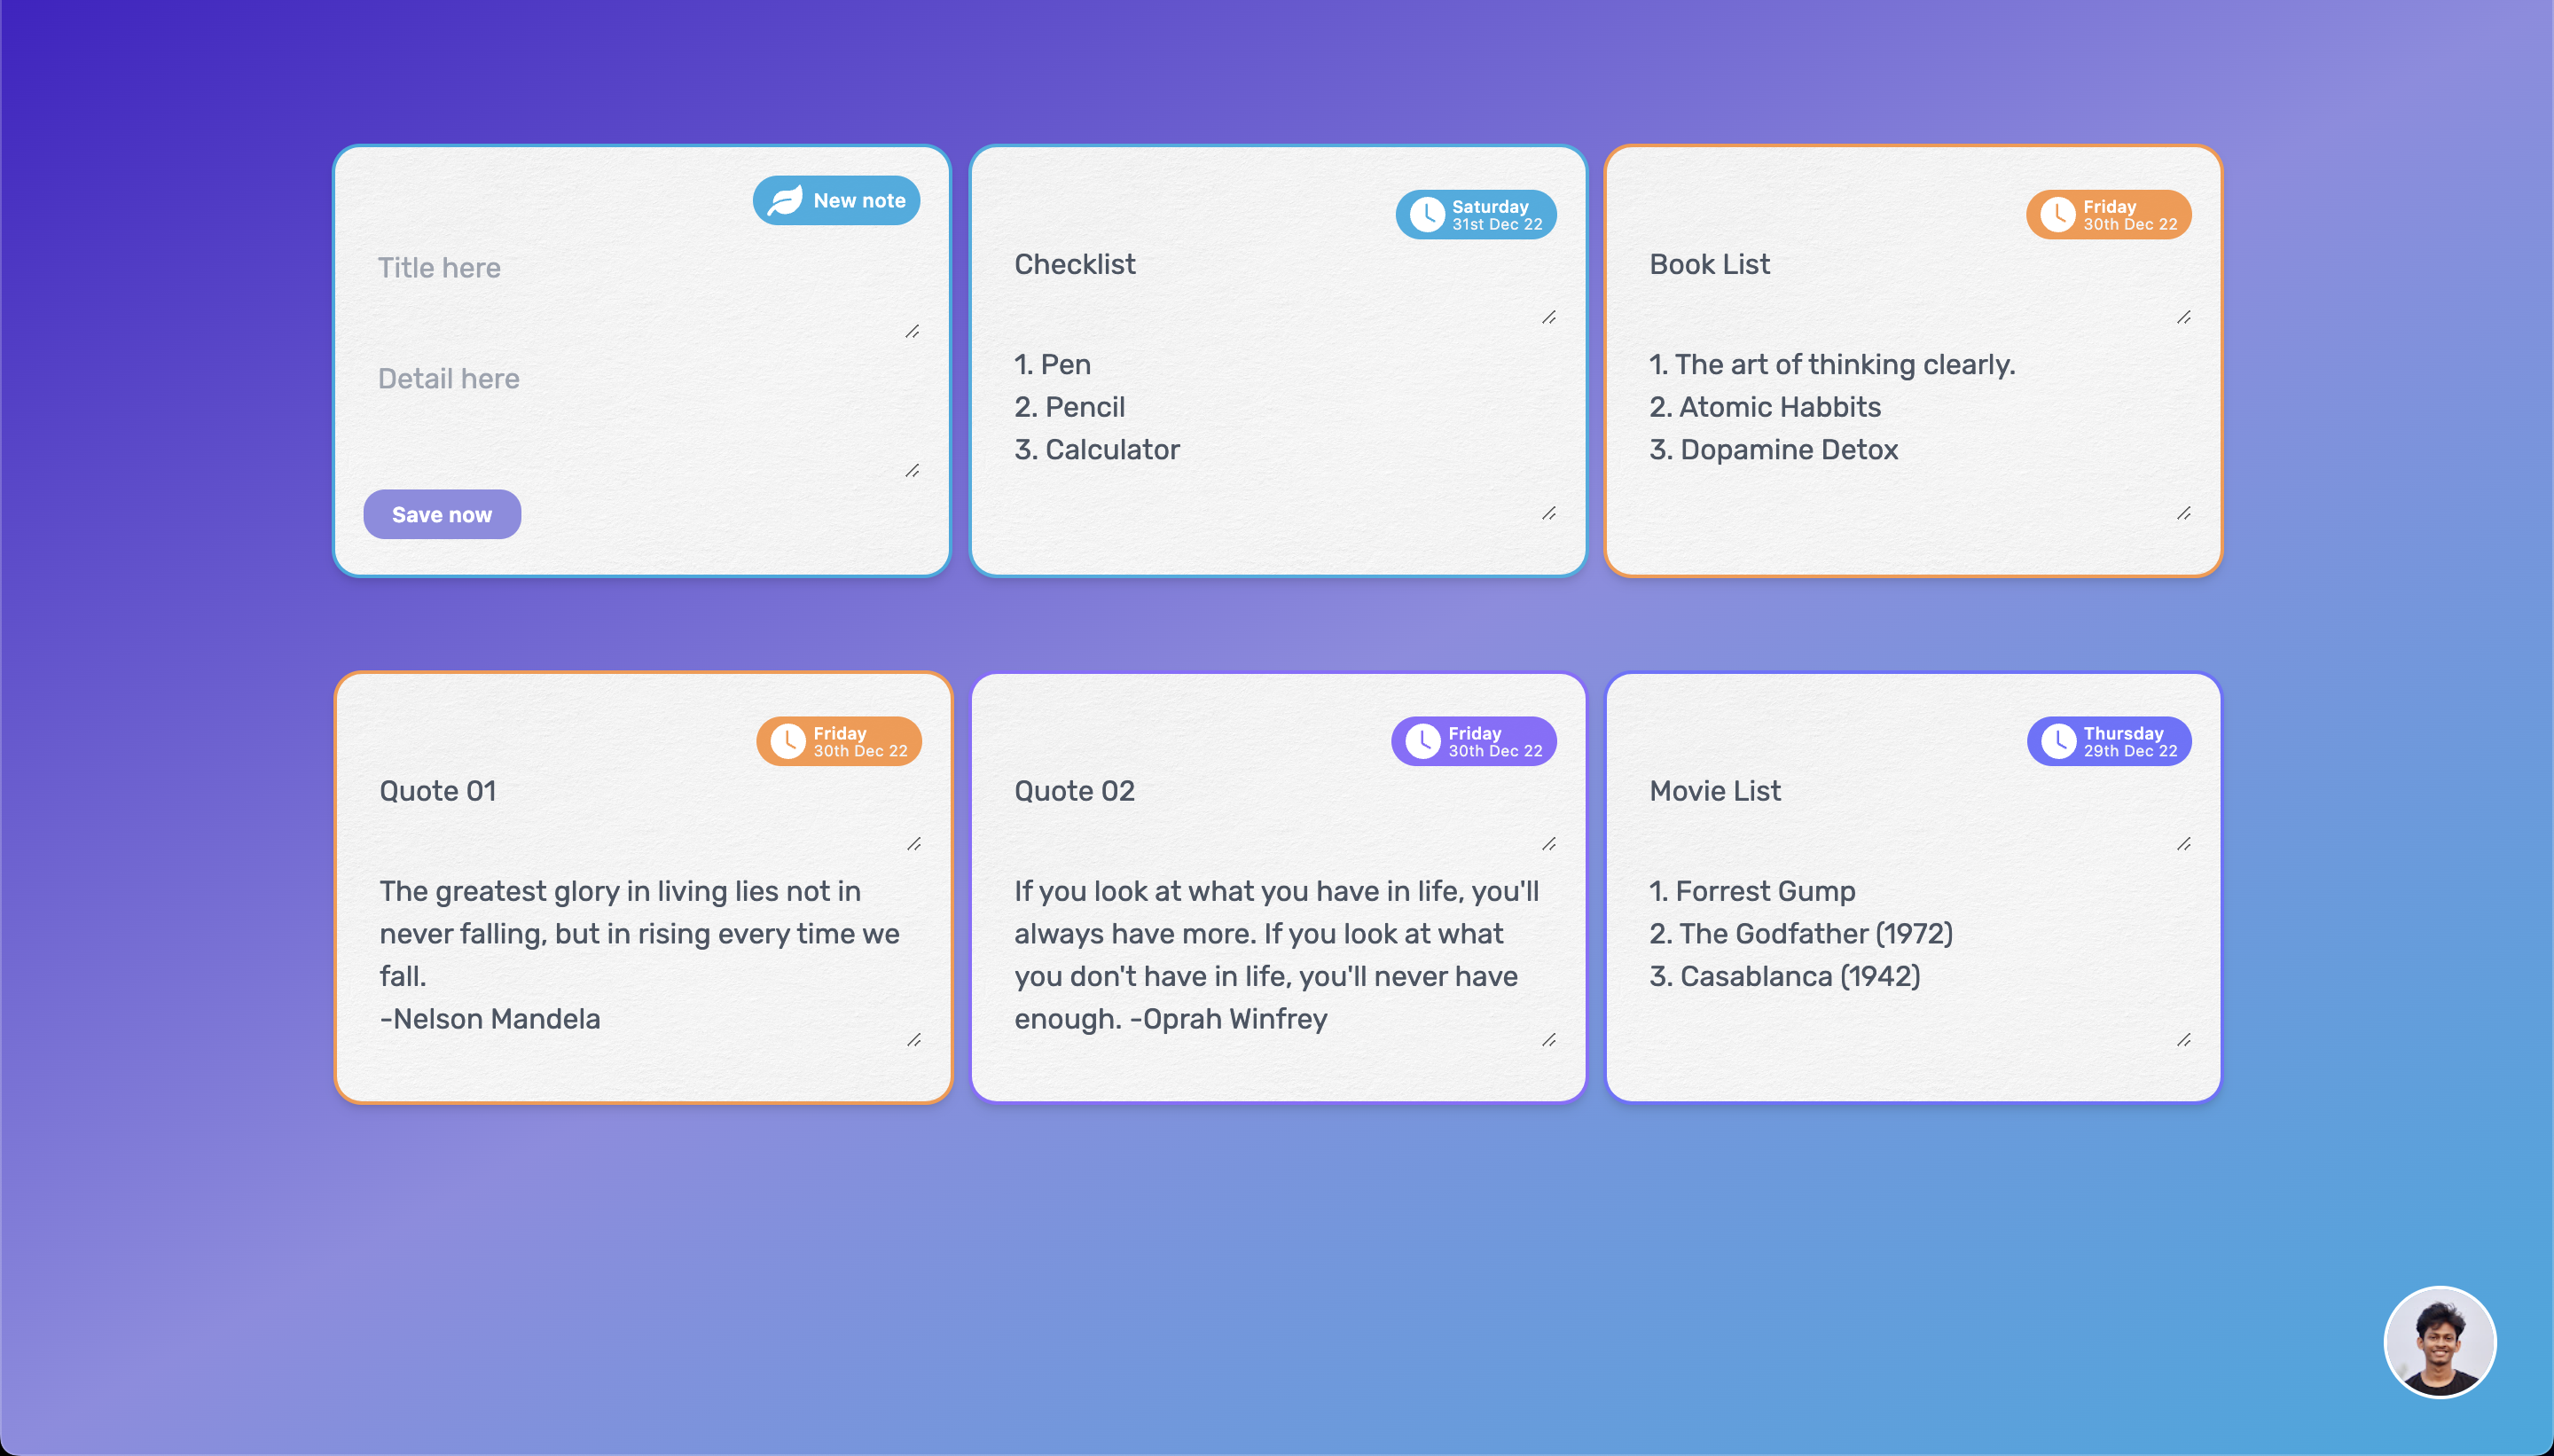 New note
Title here
Detail here
Save now
Saturday
31st Dec 22
Checklist
1. Pen
2. Pencil
3. Calculator
Friday
30th Dec 22
Book List
1. The art of thinking clearly.
2. Atomic Habbits
3. Dopamine Detox
Friday
30th Dec 22
Quote 01
The greatest glory in living lies not in
never falling, but in rising every time we
fall.
-Nelson Mandela
Friday
30th Dec 22
Quote 02
If you look at what you have in life, you'll
always have more. If you look at what
you don't have in life, you'll never have
enough. -Oprah Winfrey
Thursday
29th Dec 22
Movie List
1. Forrest Gump
2. The Godfather (1972)
3. Casablanca (1942)